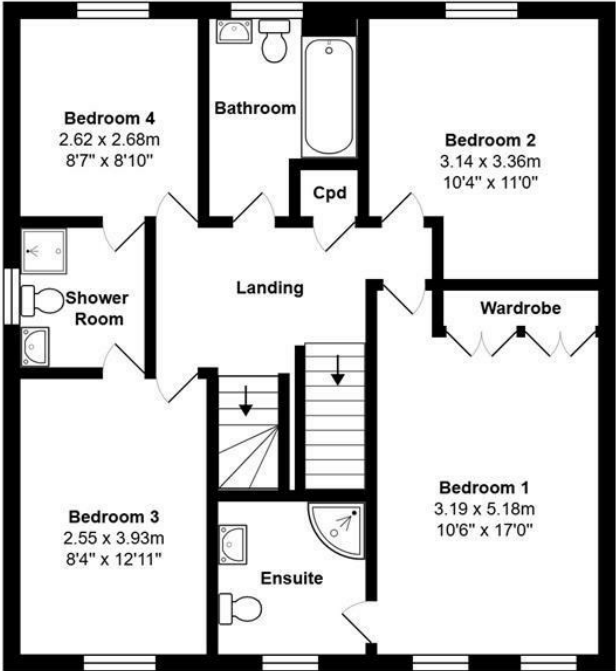 Bedroom 4
2.62 x 2.68m
8'7" x 8'10"
Bathroom
Bedroom 2
3.14 x 3.36m
10'4" x 11'0"
Cpd
Shower
Room
Landing
Wardrobe
Bedroom 3
2.55 x 3.93m
8'4" x 12'11"
Ensuite
Bedroom 1
3.19 x 5.18m
10'6" x 17'0"